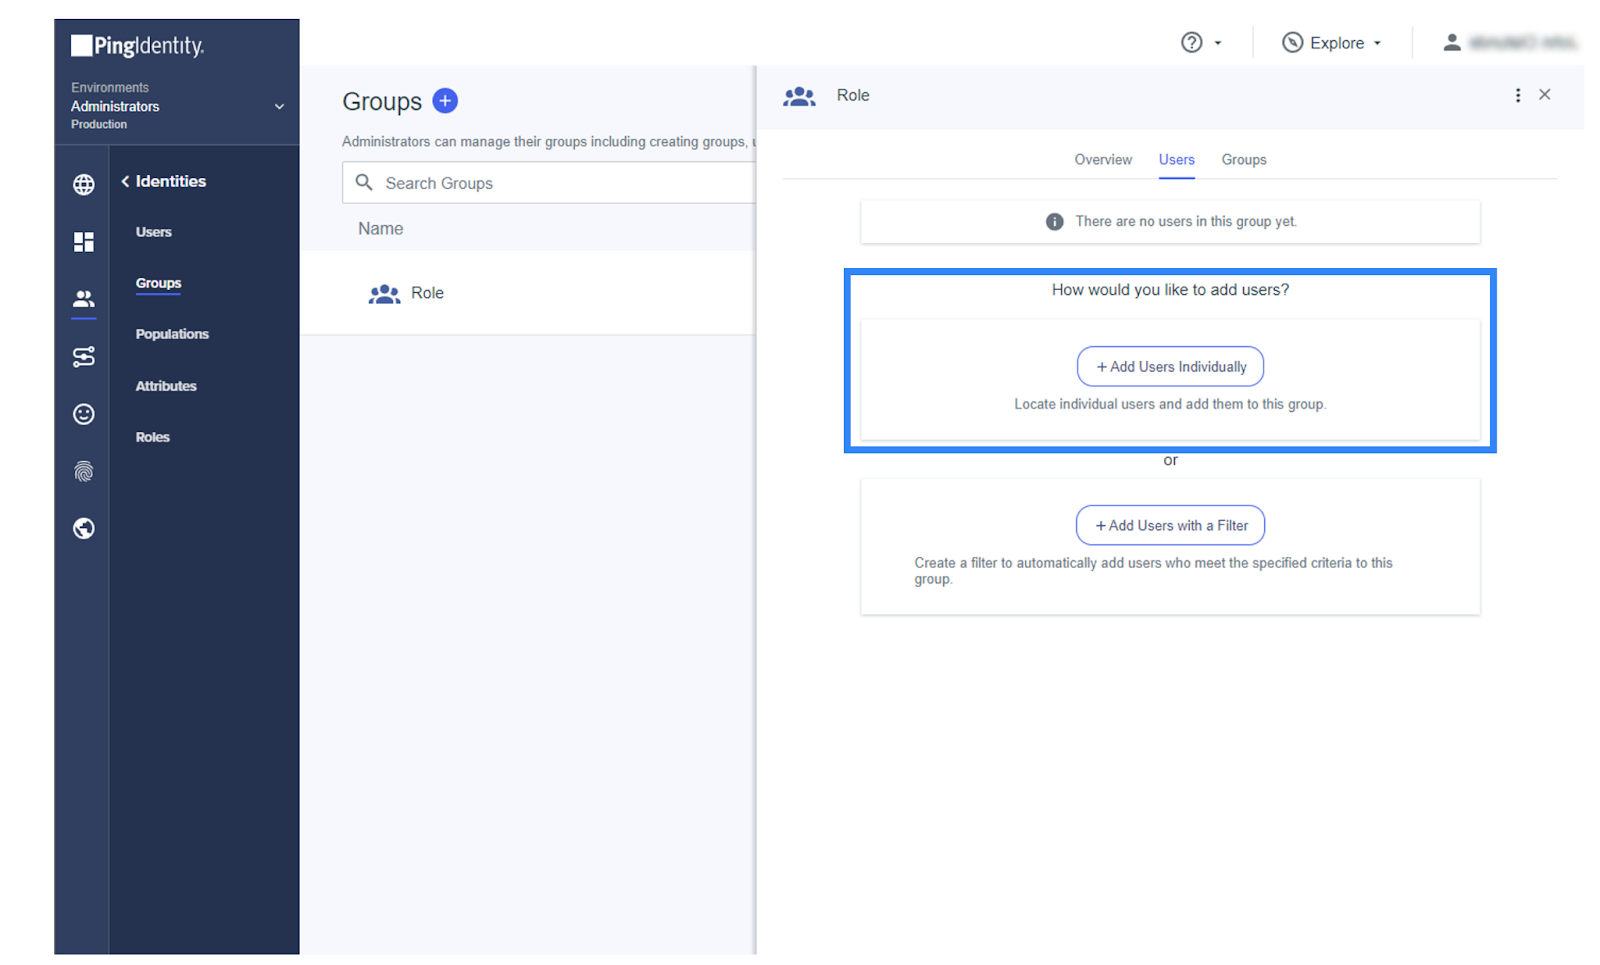 PingIdentity.
Explore
Environments
Administrators
Production
Identities
Users
Groups
Populations
Attributes
Roles
Groups
Administrators can manage their groups including creating groups,
Search Groups
Name
Role
Role
Overview Users Groups
There are no users in this group yet.
How would you like to add users?
+ Add Users Individually
Locate individual users and add them to this group.
or
+ Add Users with a Filter
Create a filter to automatically add users who meet the specified criteria to this
group.